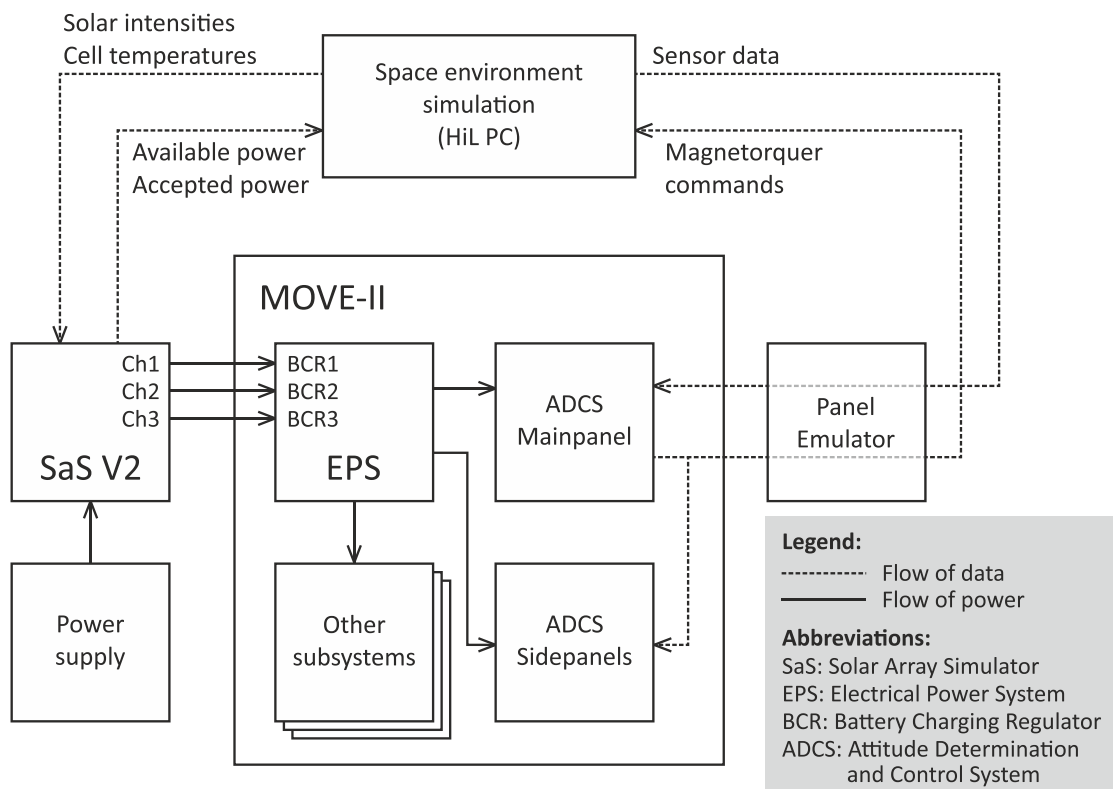 Solar intensities
Cell temperatures
Space environment
simulation
(HiL PC)
Sensor data
Available power
Accepted power
Magnetorquer
commands
MOVE-II
Ch1
Ch2
Ch3
SaS V2
BCR1
BCR2
BCR3
EPS
ADCS
Mainpanel
Panel
Emulator
Power
supply
Other
subsystems
ADCS
Sidepanels
Legend:
Flow of data
Flow of power
Abbreviations:
SaS: Solar Array Simulator
EPS: Electrical Power System
BCR: Battery Charging Regulator
ADCS: Attitude Determination
and Control System